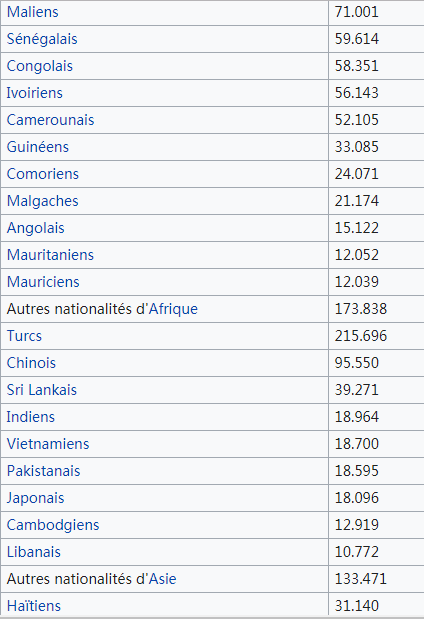 Maliens 71.001
Sénégalais 59.614
Congolais 58.351
Ivoiriens 56.143
Camerounais 52.105
Guinéens 33.085
Comoriens 24.071
Malgaches 21.174
Angolais 15.122
Mauritaniens 12.052
Mauriciens 12.039
Autres nationalités d'Afrique 173.838
Turcs 215.696
Chinois 95.550
Sri Lankais 39.271
Indiens 18.964
Vietnamiens 18.700
Pakistanais 18.595
Japonais 18.096
Cambodgiens 12.919
Libanais 10.772
Autres nationalités d'Asie 133.471
Haïtiens 31.140